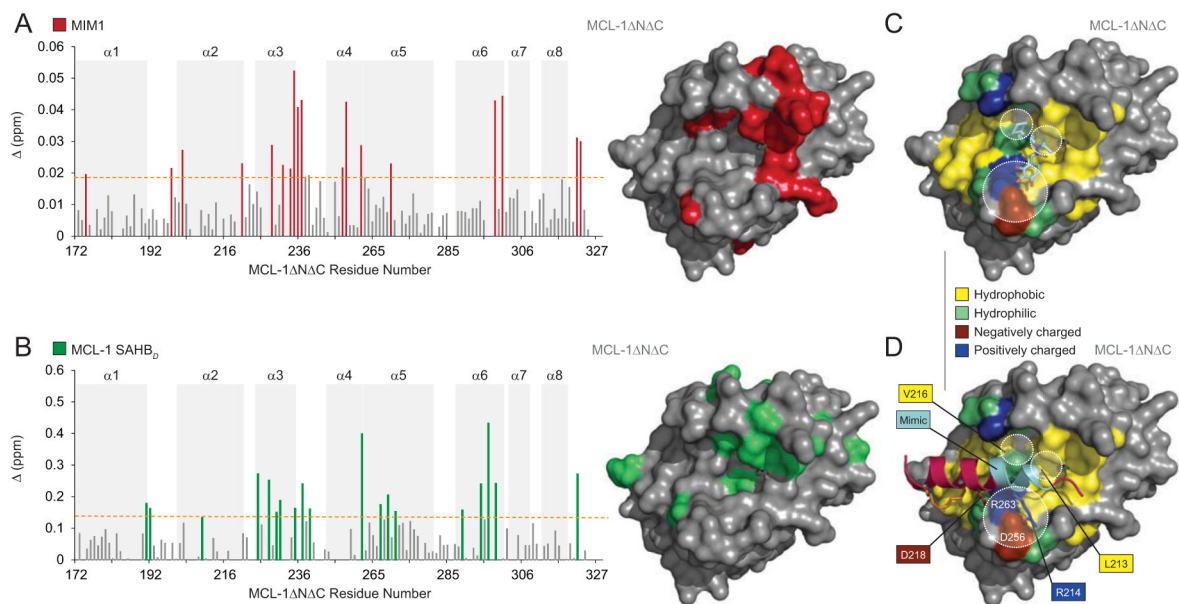 A
MIM1
α1
α2
α3
α4
α5
α6
α7
α8
0.06
0.05
0.04
0.03
0.02
0.01
0
Δ (ppm)
172
192
216
236
265
285
306
327
MCL-1ΔNΔC Residue Number
MCL-1ΔNΔC
C
MCL-1ΔNΔC
Hydrophobic
Hydrophilic
Negatively charged
Positively charged
B
MCL-1 SAHB_D
α1
α2
α3
α4
α5
α6
α7
α8
0.6
0.5
0.4
0.3
0.2
0.1
0
Δ (ppm)
172
192
216
236
265
285
306
327
MCL-1ΔNΔC Residue Number
MCL-1ΔNΔC
D
MCL-1ΔNΔC
V216
Mimic
R263
D256
D218
L213
R214